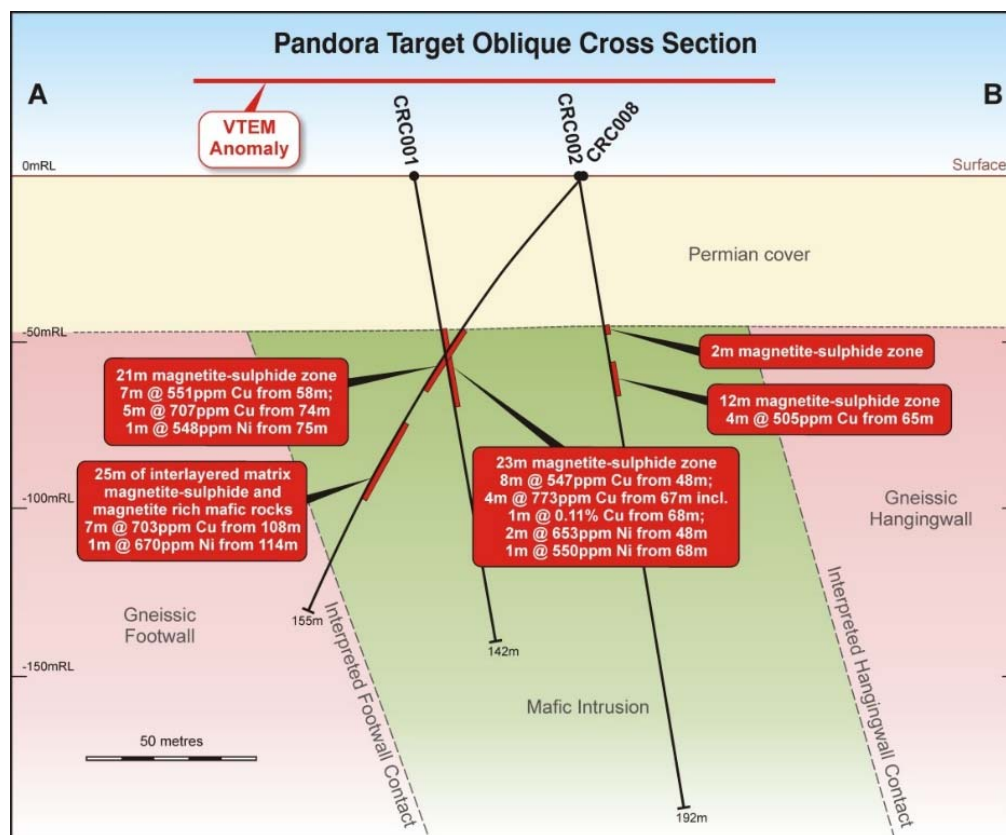 Pandora Target Oblique Cross Section
A
B
VTEM
Anomaly
CRC001
CRC002
CRC008
0mRL
Surface
Permian cover
-50mRL
21m magnetite-sulphide zone
7m @ 551ppm Cu from 58m;
5m @ 707ppm Cu from 74m
1m @ 548ppm Ni from 75m
2m magnetite-sulphide zone
12m magnetite-sulphide zone
4m @ 505ppm Cu from 65m
25m of interlayered matrix
magnetite-sulphide and
magnetite rich mafic rocks
7m @ 703ppm Cu from 108m
1m @ 670ppm Ni from 114m
23m magnetite-sulphide zone
8m @ 547ppm Cu from 48m;
4m @ 773ppm Cu from 67m incl.
1m @ 0.11% Cu from 68m;
2m @ 653ppm Ni from 48m
1m @ 550ppm Ni from 68m
-100mRL
Gneissic
Hangingwall
Gneissic
Footwall
155m
Interpreted Footwall Contact
142m
Interpreted Hangingwall Contact
-150mRL
Mafic Intrusion
50 metres
192m